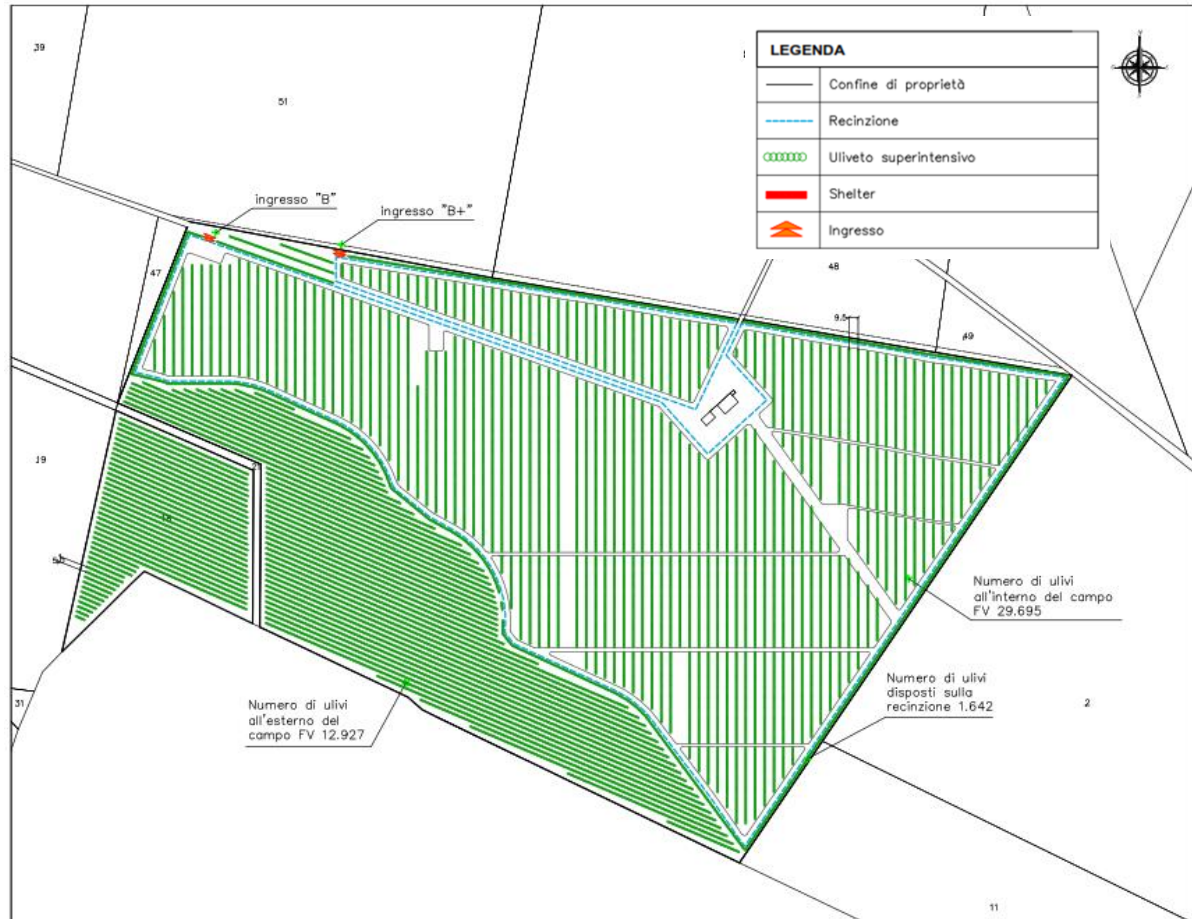 39
51
LEGENDA
Confine di proprietà
Recinzione
Uliveto superintensivo
Shelter
Ingresso
ingresso "B"
ingresso "B+"
47
48
9.5
49
19
Numero di ulivi
all'interno del campo
FV 29.695
Numero di ulivi
disposti sulla
recinzione 1.642
2
Numero di ulivi
all'esterno del
campo FV 12.927
31
11